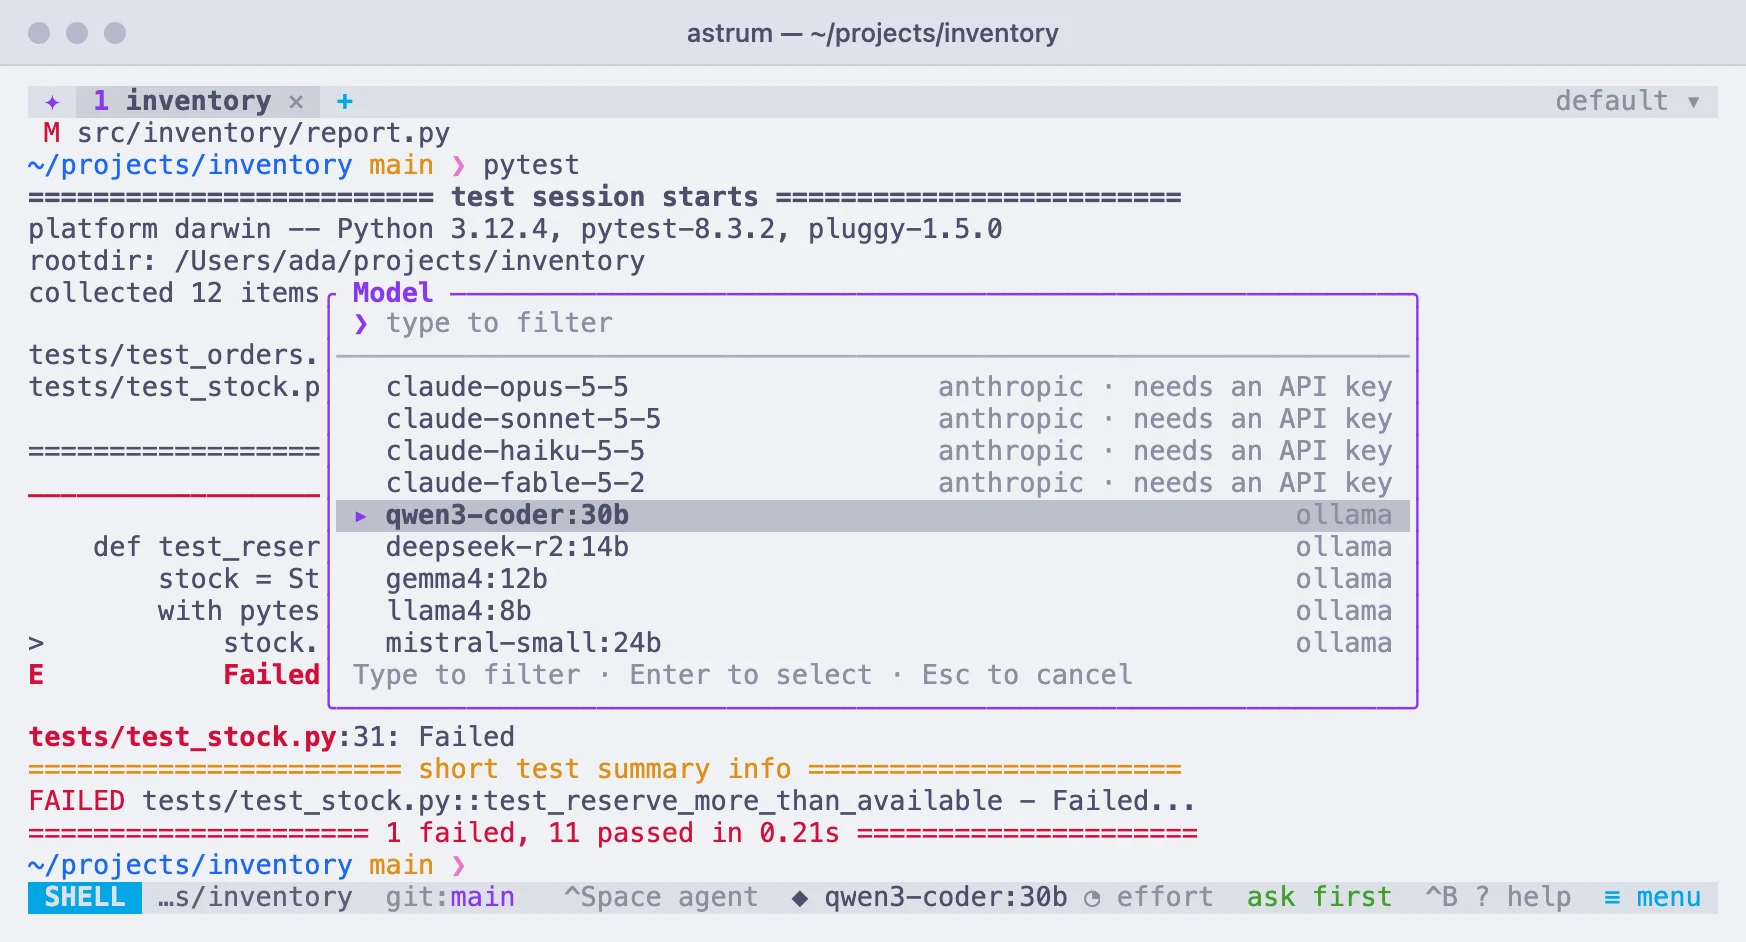 astrum — ~/projects/inventory
✦ 1 inventory × + default ▾
M src/inventory/report.py
~/projects/inventory main ❯ pytest
========================= test session starts =========================
platform darwin -- Python 3.12.4, pytest-8.3.2, pluggy-1.5.0
rootdir: /Users/ada/projects/inventory
collected 12 items
Model
❯ type to filter
tests/test_orders.
tests/test_stock.p
claude-opus-5-5 anthropic · needs an API key
claude-sonnet-5-5 anthropic · needs an API key
claude-haiku-5-5 anthropic · needs an API key
claude-fable-5-2 anthropic · needs an API key
▸ qwen3-coder:30b ollama
deepseek-r2:14b ollama
gemma4:12b ollama
llama4:8b ollama
mistral-small:24b ollama
Type to filter · Enter to select · Esc to cancel
==================
def test_reser
stock = St
with pytes
> stock.
E Failed
tests/test_stock.py:31: Failed
======================= short test summary info =======================
FAILED tests/test_stock.py::test_reserve_more_than_available - Failed...
===================== 1 failed, 11 passed in 0.21s =====================
~/projects/inventory main ❯
SHELL …s/inventory git:main ^Space agent ◆ qwen3-coder:30b ◔ effort ask first ^B ? help ≡ menu